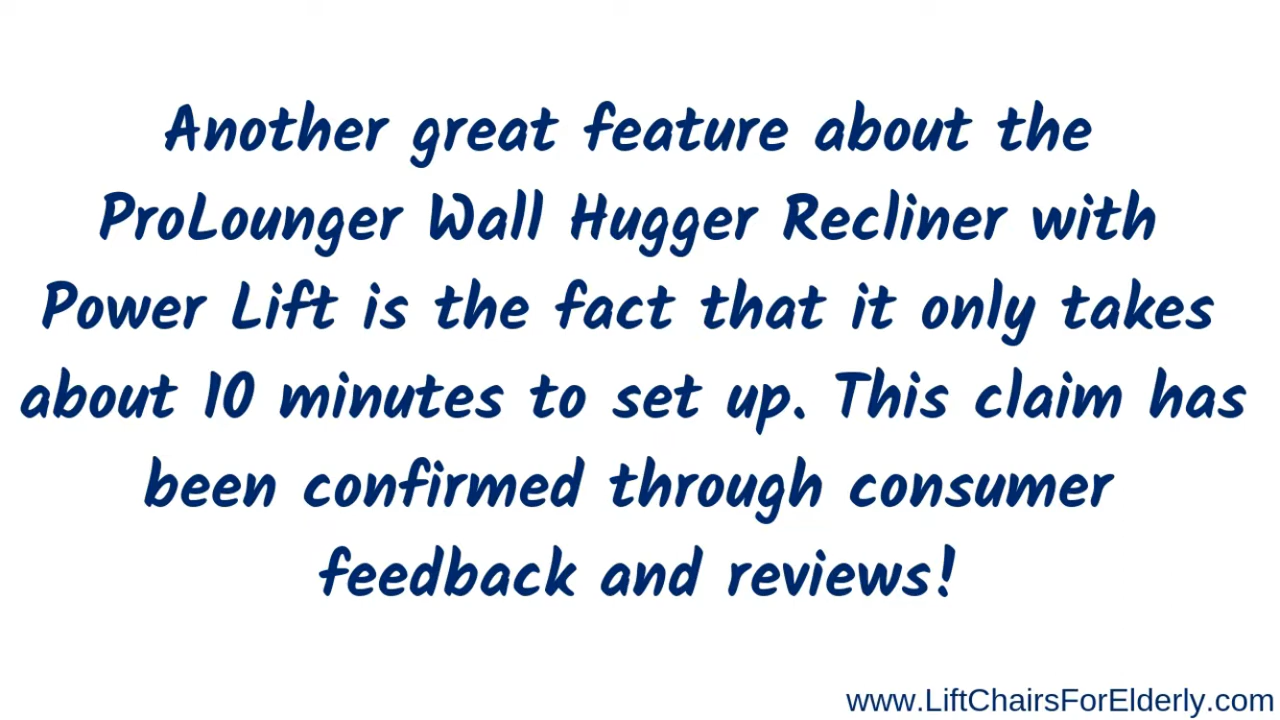 Another great feature about the
ProLounger Wall Hugger Recliner with
Power Lift is the fact that it only takes
about 10 minutes to set up. This claim has
been confirmed through consumer
feedback and reviews!
www.LiftChairsForElderly.com